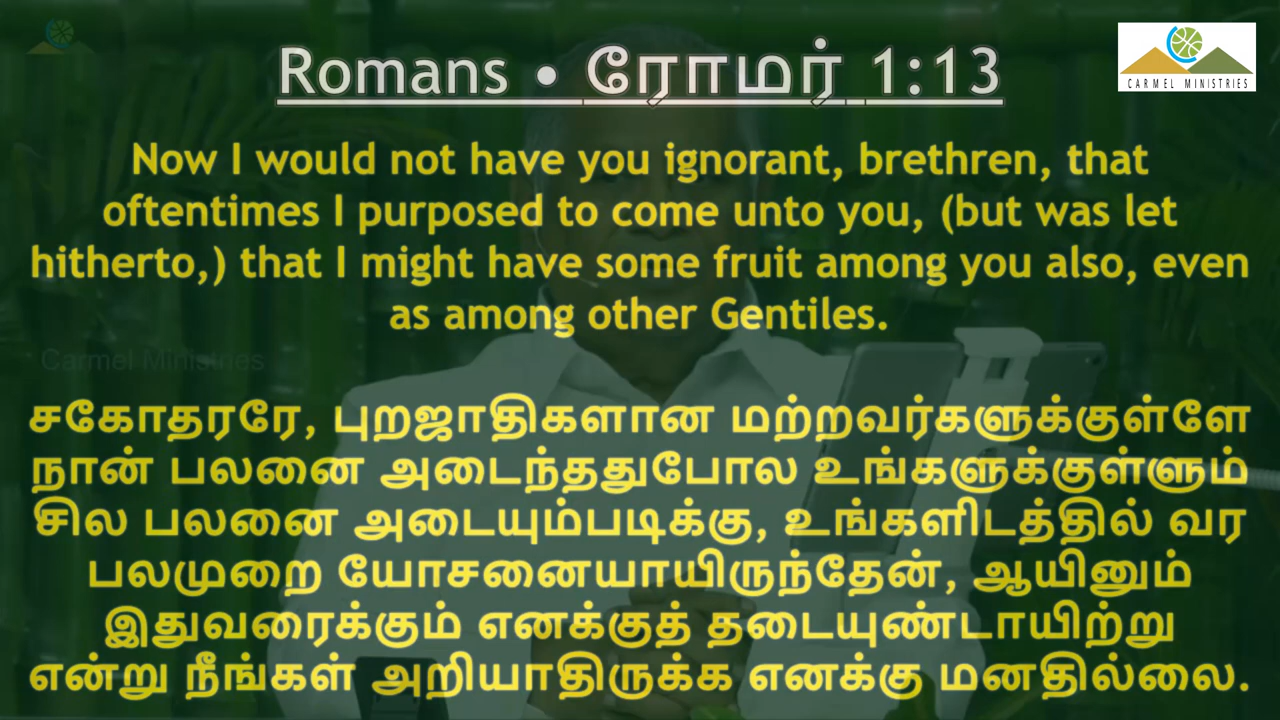 Romans • ரோமர் 1:13
CARMEL MINISTRIES
Now I would not have you ignorant, brethren, that
oftentimes I purposed to come unto you, (but was let
hitherto,) that I might have some fruit among you also, even
as among other Gentiles.
Carmel Ministries
சகோதரரே, புறஜாதிகளான மற்றவர்களுக்குள்ளே
நான் பலனை அடைந்ததுபோல உங்களுக்குள்ளும்
சில பலனை அடையும்படிக்கு, உங்களிடத்தில் வர
பலமுறை யோசனையாயிருந்தேன், ஆயினும்
இதுவரைக்கும் எனக்குத் தடையுண்டாயிற்று
என்று நீங்கள் அறியாதிருக்க எனக்கு மனதில்லை.